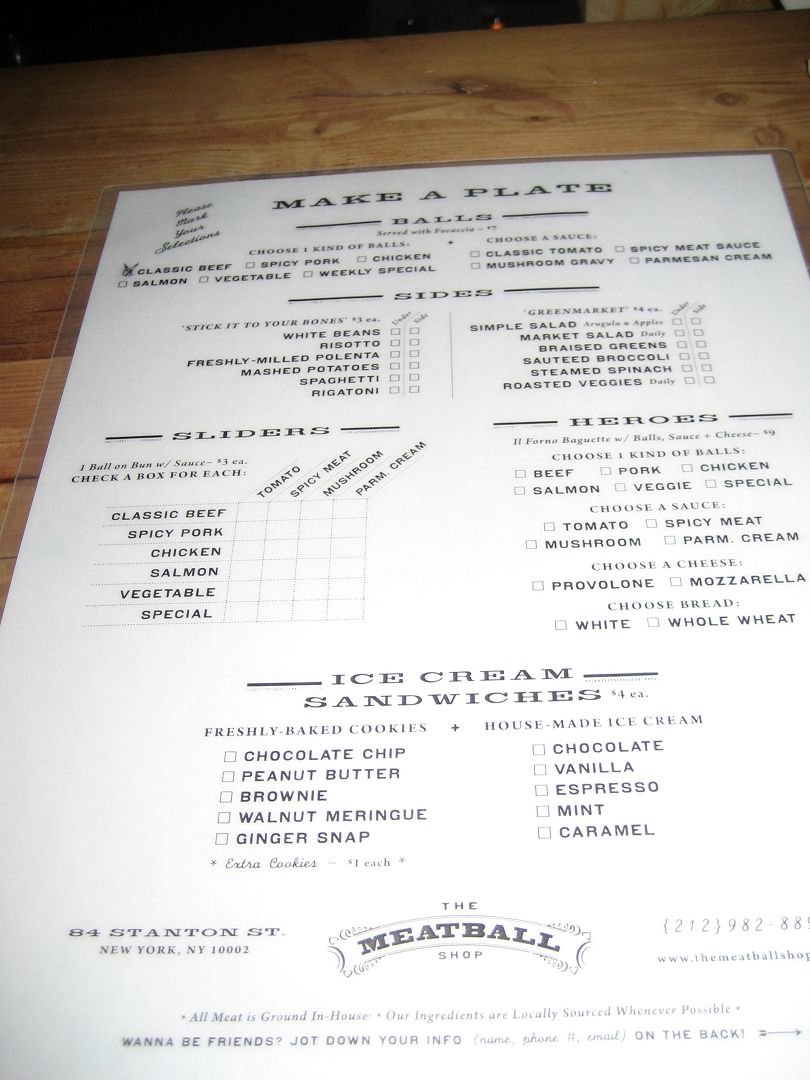 Please
Mark
Your
Selections
MAKE A PLATE
BALLS
Served with Focaccia ~ $7
CHOOSE 1 KIND OF BALLS: + CHOOSE A SAUCE:
CLASSIC BEEF SPICY PORK CHICKEN
SALMON VEGETABLE WEEKLY SPECIAL
CLASSIC TOMATO SPICY MEAT SAUCE
MUSHROOM GRAVY PARMESAN CREAM
SIDES
'STICK IT TO YOUR BONES' $3 ea. Under Side
WHITE BEANS
RISOTTO
FRESHLY-MILLED POLENTA
MASHED POTATOES
SPAGHETTI
RIGATONI
'GREENMARKET' $4 ea. Under Side
SIMPLE SALAD Arugula & Apples
MARKET SALAD Daily
BRAISED GREENS
SAUTEED BROCCOLI
STEAMED SPINACH
ROASTED VEGGIES Daily
SLIDERS
1 Ball on Bun w/ Sauce~ $3 ea.
CHECK A BOX FOR EACH:
TOMATO SPICY MEAT MUSHROOM PARM. CREAM
CLASSIC BEEF
SPICY PORK
CHICKEN
SALMON
VEGETABLE
SPECIAL
HEROES
Il Forno Baguette w/ Balls, Sauce + Cheese~ $9
CHOOSE 1 KIND OF BALLS:
BEEF PORK CHICKEN
SALMON VEGGIE SPECIAL
CHOOSE A SAUCE:
TOMATO SPICY MEAT
MUSHROOM PARM. CREAM
CHOOSE A CHEESE:
PROVOLONE MOZZARELLA
CHOOSE BREAD:
WHITE WHOLE WHEAT
ICE CREAM
SANDWICHES $4 ea.
FRESHLY-BAKED COOKIES + HOUSE-MADE ICE CREAM
CHOCOLATE CHIP
PEANUT BUTTER
BROWNIE
WALNUT MERINGUE
GINGER SNAP
* Extra Cookies ~ $1 each *
CHOCOLATE
VANILLA
ESPRESSO
MINT
CARAMEL
84 STANTON ST.
NEW YORK, NY 10002
THE
MEATBALL
SHOP
{212}982-889
www.themeatballshop
* All Meat is Ground In-House * Our Ingredients are Locally Sourced Whenever Possible *
WANNA BE FRIENDS? JOT DOWN YOUR INFO (name, phone #, email) ON THE BACK!